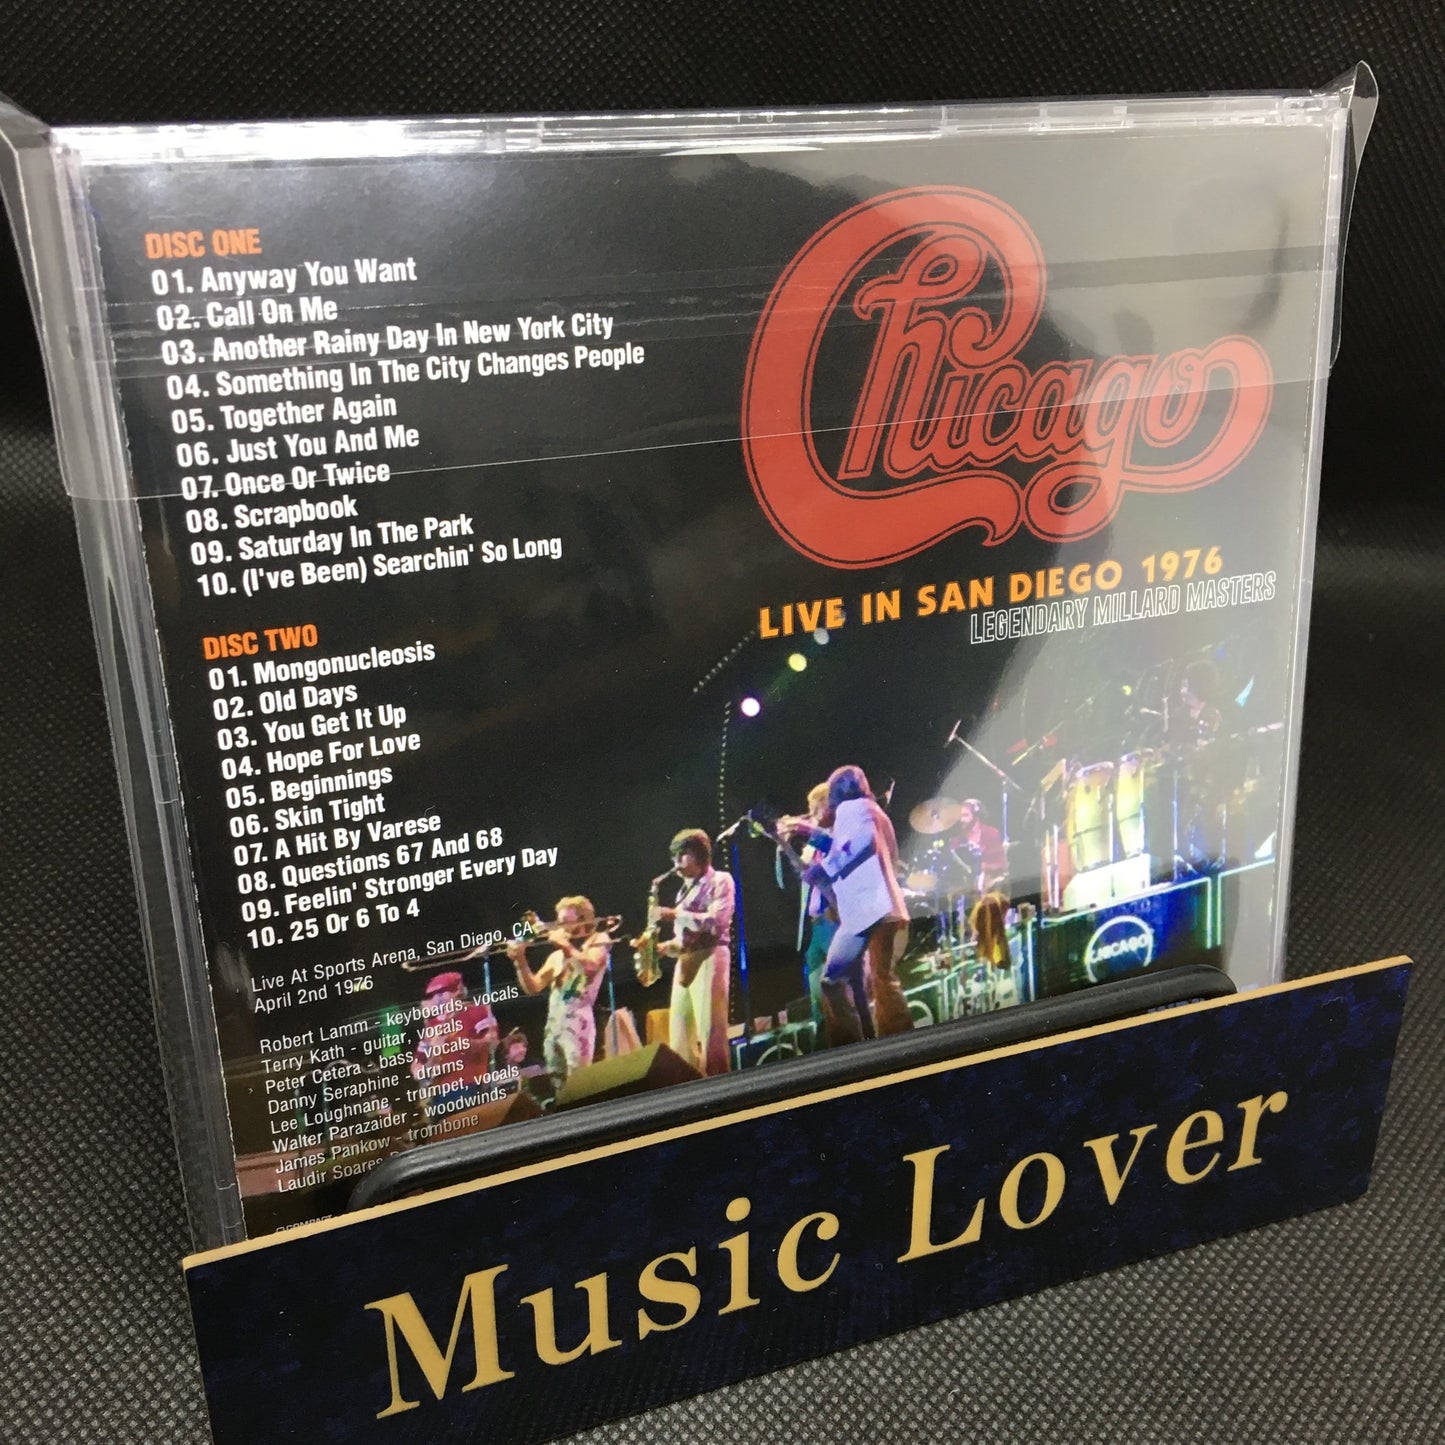 DISC ONE
01. Anyway You Want
02. Call On Me
03. Another Rainy Day In New York City
04. Something In The City Changes People
05. Together Again
06. Just You And Me
07. Once Or Twice
08. Scrapbook
09. Saturday In The Park
10. (I've Been) Searchin' So Long
DISC TWO
01. Mongonucleosis
02. Old Days
03. You Get It Up
04. Hope For Love
05. Beginnings
06. Skin Tight
07. A Hit By Varese
08. Questions 67 And 68
09. Feelin' Stronger Every Day
10. 25 Or 6 To 4
Live At Sports Arena, San Diego, CA
April 2nd 1976
Robert Lamm - keyboards, vocals
Terry Kath - guitar, vocals
Peter Cetera - bass, vocals
Danny Seraphine - drums
Lee Loughnane - trumpet, vocals
Walter Parazaider - woodwinds
James Pankow - trombone
Laudir Soares
COMPACT
Chicago
LIVE IN SAN DIEGO 1976
LEGENDARY MILLARD MASTERS
CHICAGO
Music Lover